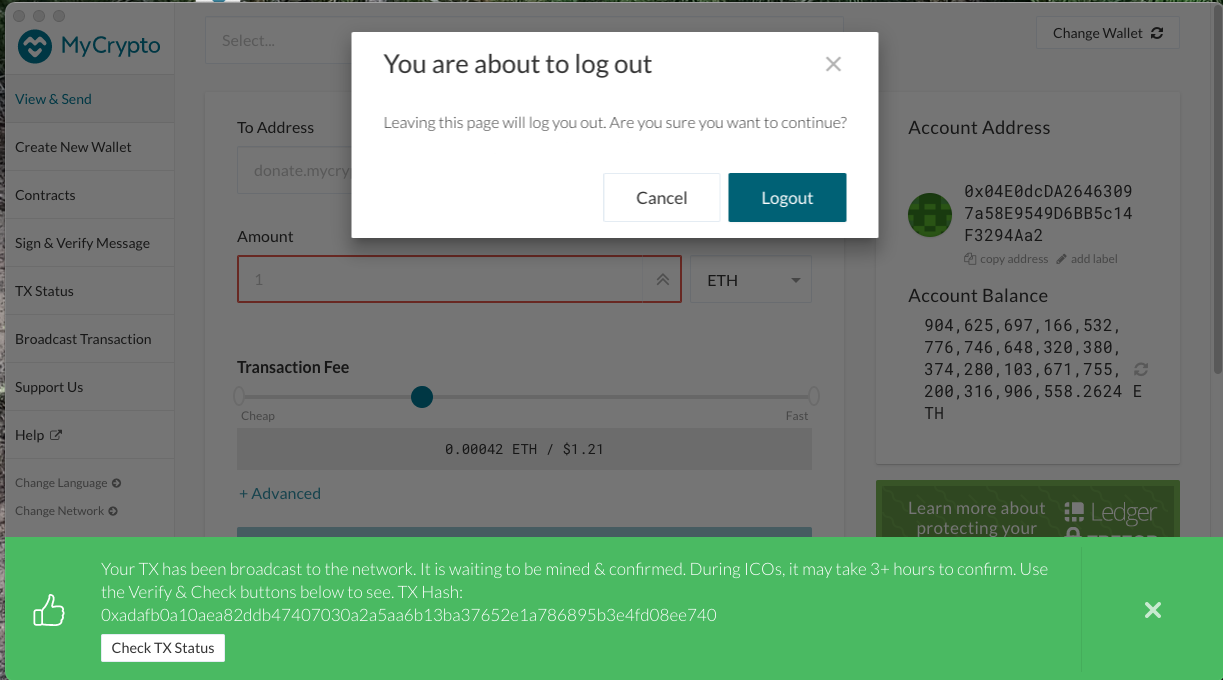 MyCrypto
Select...
Change Wallet
You are about to log out
Leaving this page will log you out. Are you sure you want to continue?
Cancel
Logout
View & Send
Create New Wallet
Contracts
Sign & Verify Message
TX Status
Broadcast Transaction
Support Us
Help
Change Language
Change Network
To Address
donate.mycry
Amount
1
ETH
Transaction Fee
Cheap
Fast
0.00042 ETH / $1.21
+ Advanced
Account Address
0x04E0dcDA2646309
7a58E9549D6BB5c14
F3294Aa2
copy address
add label
Account Balance
904,625,697,166,532,
776,746,648,320,380,
374,280,103,671,755,
200,316,906,558.2624 E
TH
Learn more about
protecting your
Ledger
Your TX has been broadcast to the network. It is waiting to be mined & confirmed. During ICOs, it may take 3+ hours to confirm. Use
the Verify & Check buttons below to see. TX Hash:
0xadafb0a10aea82ddb47407030a2a5aa6b13ba37652e1a786895b3e4fd08ee740
Check TX Status